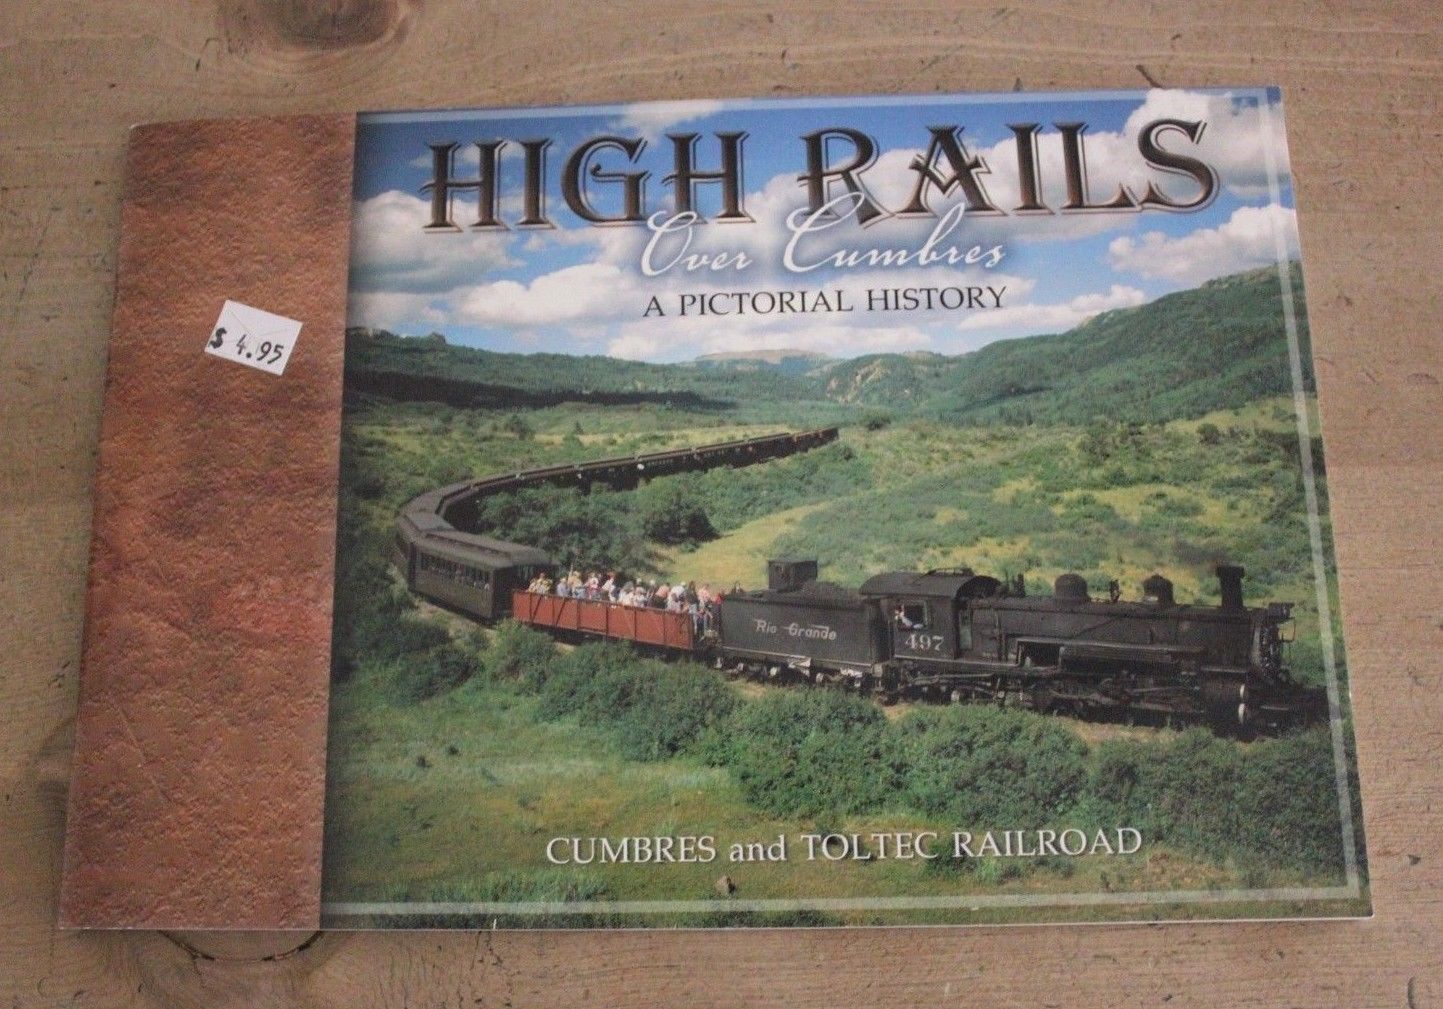 HIGH RAILS
Over Cumbres
A PICTORIAL HISTORY
$ 4.95
Rio Grande
497
CUMBRES and TOLTEC RAILROAD